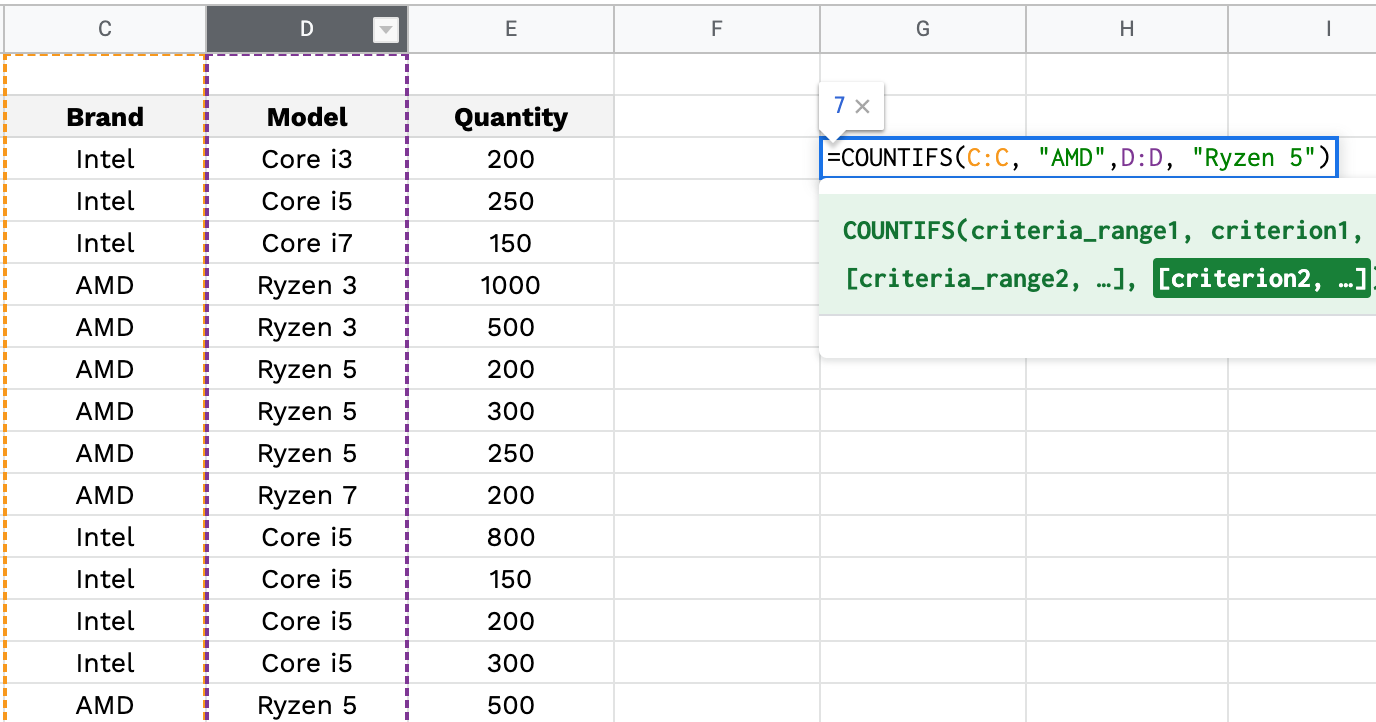 C D E F G H I
Brand Model Quantity 7 ×
Intel Core i3 200 =COUNTIFS(C:C, "AMD",D:D, "Ryzen 5")
Intel Core i5 250 COUNTIFS(criteria_range1, criterion1,
Intel Core i7 150 [criteria_range2, …], [criterion2, …])
AMD Ryzen 3 1000
AMD Ryzen 3 500
AMD Ryzen 5 200
AMD Ryzen 5 300
AMD Ryzen 5 250
AMD Ryzen 7 200
Intel Core i5 800
Intel Core i5 150
Intel Core i5 200
Intel Core i5 300
AMD Ryzen 5 500